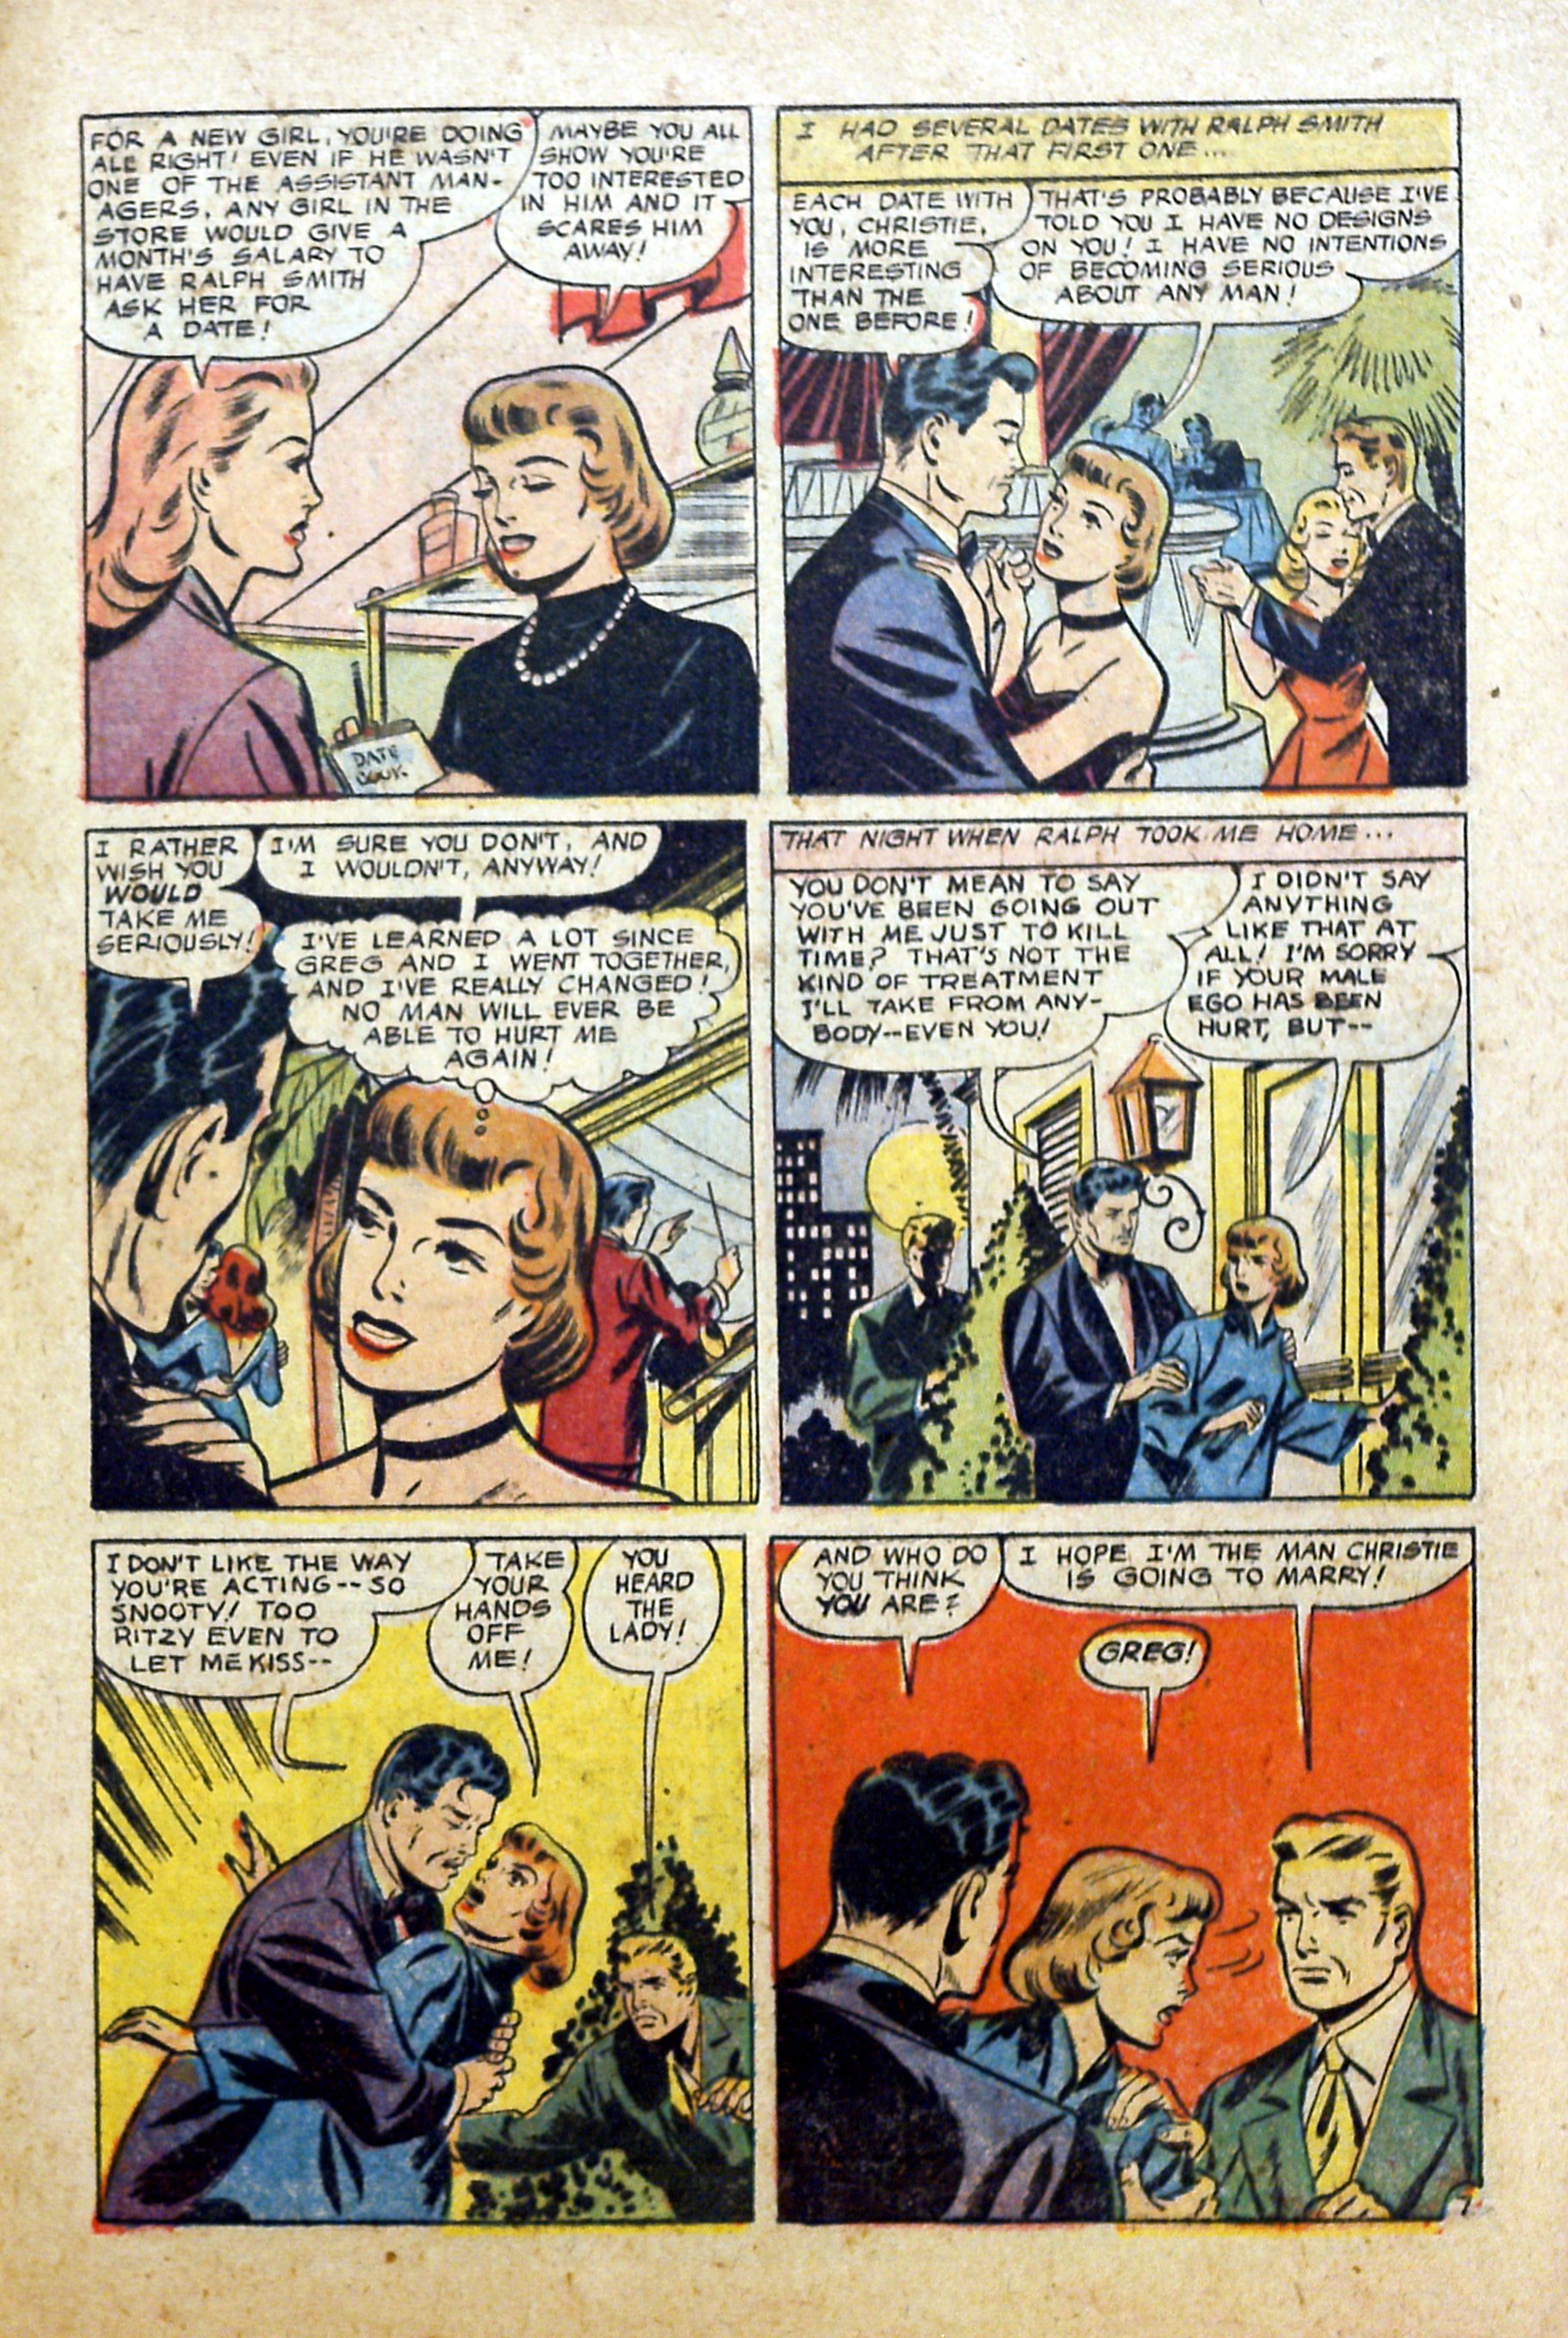 FOR A NEW GIRL, YOU'RE DOING
ALL RIGHT! EVEN IF HE WASN'T
ONE OF THE ASSISTANT MAN-
AGERS, ANY GIRL IN THE
STORE WOULD GIVE A
MONTH'S SALARY TO
HAVE RALPH SMITH
ASK HER FOR
A DATE!
MAYBE YOU ALL
SHOW YOU'RE
TOO INTERESTED
IN HIM AND IT
SCARES HIM
AWAY!
DATE
BOOK
I HAD SEVERAL DATES WITH RALPH SMITH
AFTER THAT FIRST ONE...
EACH DATE WITH
YOU, CHRISTIE,
IS MORE
INTERESTING
THAN THE
ONE BEFORE!
THAT'S PROBABLY BECAUSE I'VE
TOLD YOU I HAVE NO DESIGNS
ON YOU! I HAVE NO INTENTIONS
OF BECOMING SERIOUS
ABOUT ANY MAN!
I RATHER
WISH YOU
WOULD
TAKE ME
SERIOUSLY!
I'M SURE YOU DON'T, AND
I WOULDN'T, ANYWAY!
I'VE LEARNED A LOT SINCE
GREG AND I WENT TOGETHER,
AND I'VE REALLY CHANGED!
NO MAN WILL EVER BE
ABLE TO HURT ME
AGAIN!
THAT NIGHT WHEN RALPH TOOK ME HOME...
YOU DON'T MEAN TO SAY
YOU'VE BEEN GOING OUT
WITH ME JUST TO KILL
TIME? THAT'S NOT THE
KIND OF TREATMENT
I'LL TAKE FROM ANY-
BODY--EVEN YOU!
I DIDN'T SAY
ANYTHING
LIKE THAT AT
ALL! I'M SORRY
IF YOUR MALE
EGO HAS BEEN
HURT, BUT--
I DON'T LIKE THE WAY
YOU'RE ACTING--SO
SNOOTY! TOO
RITZY EVEN TO
LET ME KISS--
TAKE
YOUR
HANDS
OFF
ME!
YOU
HEARD
THE
LADY!
AND WHO DO
YOU THINK
YOU ARE?
I HOPE I'M THE MAN CHRISTIE
IS GOING TO MARRY!
GREG!
7